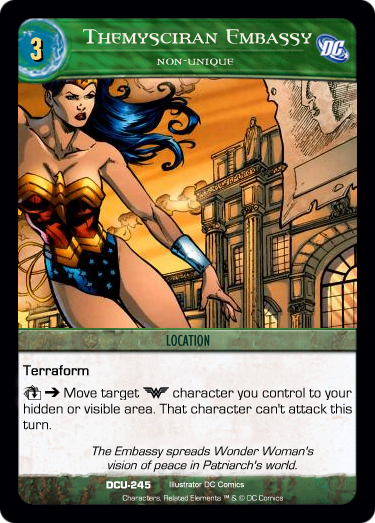 3
THEMYSCIRAN EMBASSY
DC
NON-UNIQUE
LOCATION
Terraform
➔ Move target character you control to your
hidden or visible area. That character can't attack this
turn.
The Embassy spreads Wonder Woman's
vision of peace in Patriarch's world.
DCU-245 Illustrator DC Comics
Characters, Related Elements ™ & © DC Comics